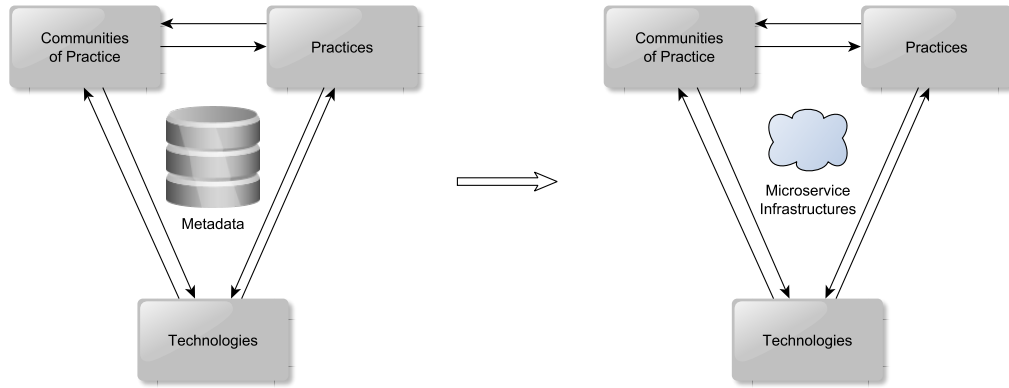 Communities
of Practice
Practices
Metadata
Technologies
Communities
of Practice
Practices
Microservice
Infrastructures
Technologies